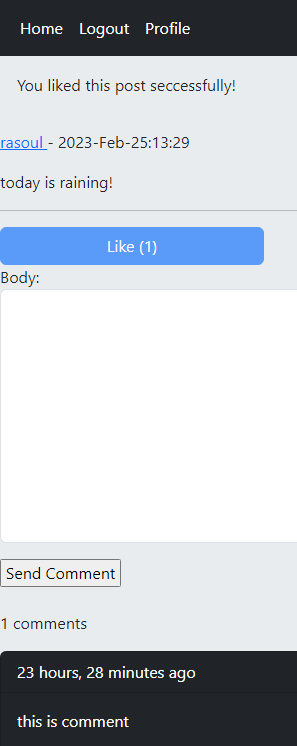 Home Logout Profile
You liked this post seccessfully!
rasoul - 2023-Feb-25:13:29
today is raining!
Like (1)
Body:
Send Comment
1 comments
23 hours, 28 minutes ago
this is comment